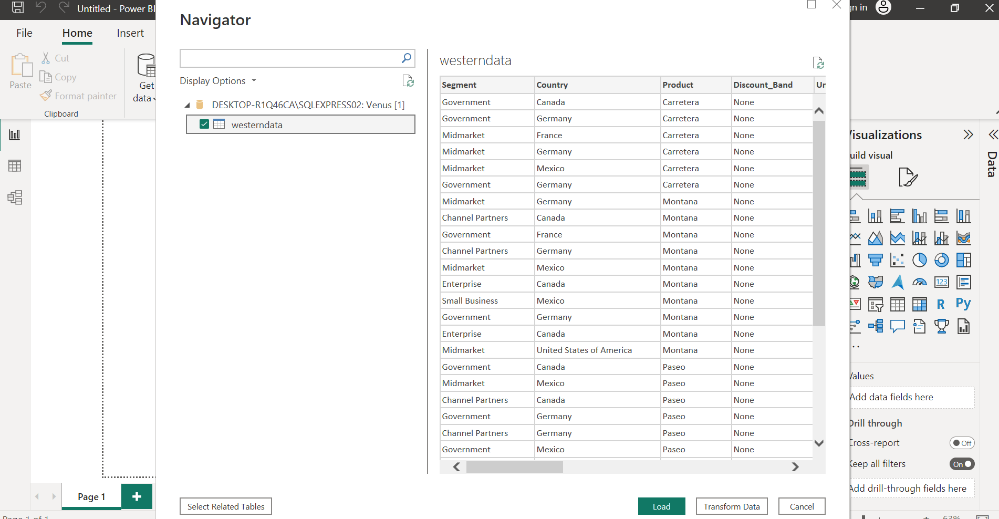 Untitled - Power BI
gn in
File
Home
Insert
Paste
Cut
Copy
Format painter
Clipboard
Get
data
Navigator
Display Options
DESKTOP-R1Q46CA\SQLEXPRESS02: Venus [1]
westerndata
westerndata
Segment Country Product Discount_Band Un
Government Canada Carretera None
Government Germany Carretera None
Midmarket France Carretera None
Midmarket Germany Carretera None
Midmarket Mexico Carretera None
Government Germany Carretera None
Midmarket Germany Montana None
Channel Partners Canada Montana None
Government France Montana None
Channel Partners Germany Montana None
Midmarket Mexico Montana None
Enterprise Canada Montana None
Small Business Mexico Montana None
Government Germany Montana None
Enterprise Canada Montana None
Midmarket United States of America Montana None
Government Canada Paseo None
Midmarket Mexico Paseo None
Channel Partners Canada Paseo None
Government Germany Paseo None
Channel Partners Germany Paseo None
Government Mexico Paseo None
Select Related Tables
Load
Transform Data
Cancel
Visualizations
uild visual
Data
123
R
Py
Values
Add data fields here
Drill through
Cross-report
Off
Keep all filters
On
Add drill-through fields here
Page 1
Page 1 of 1
63%